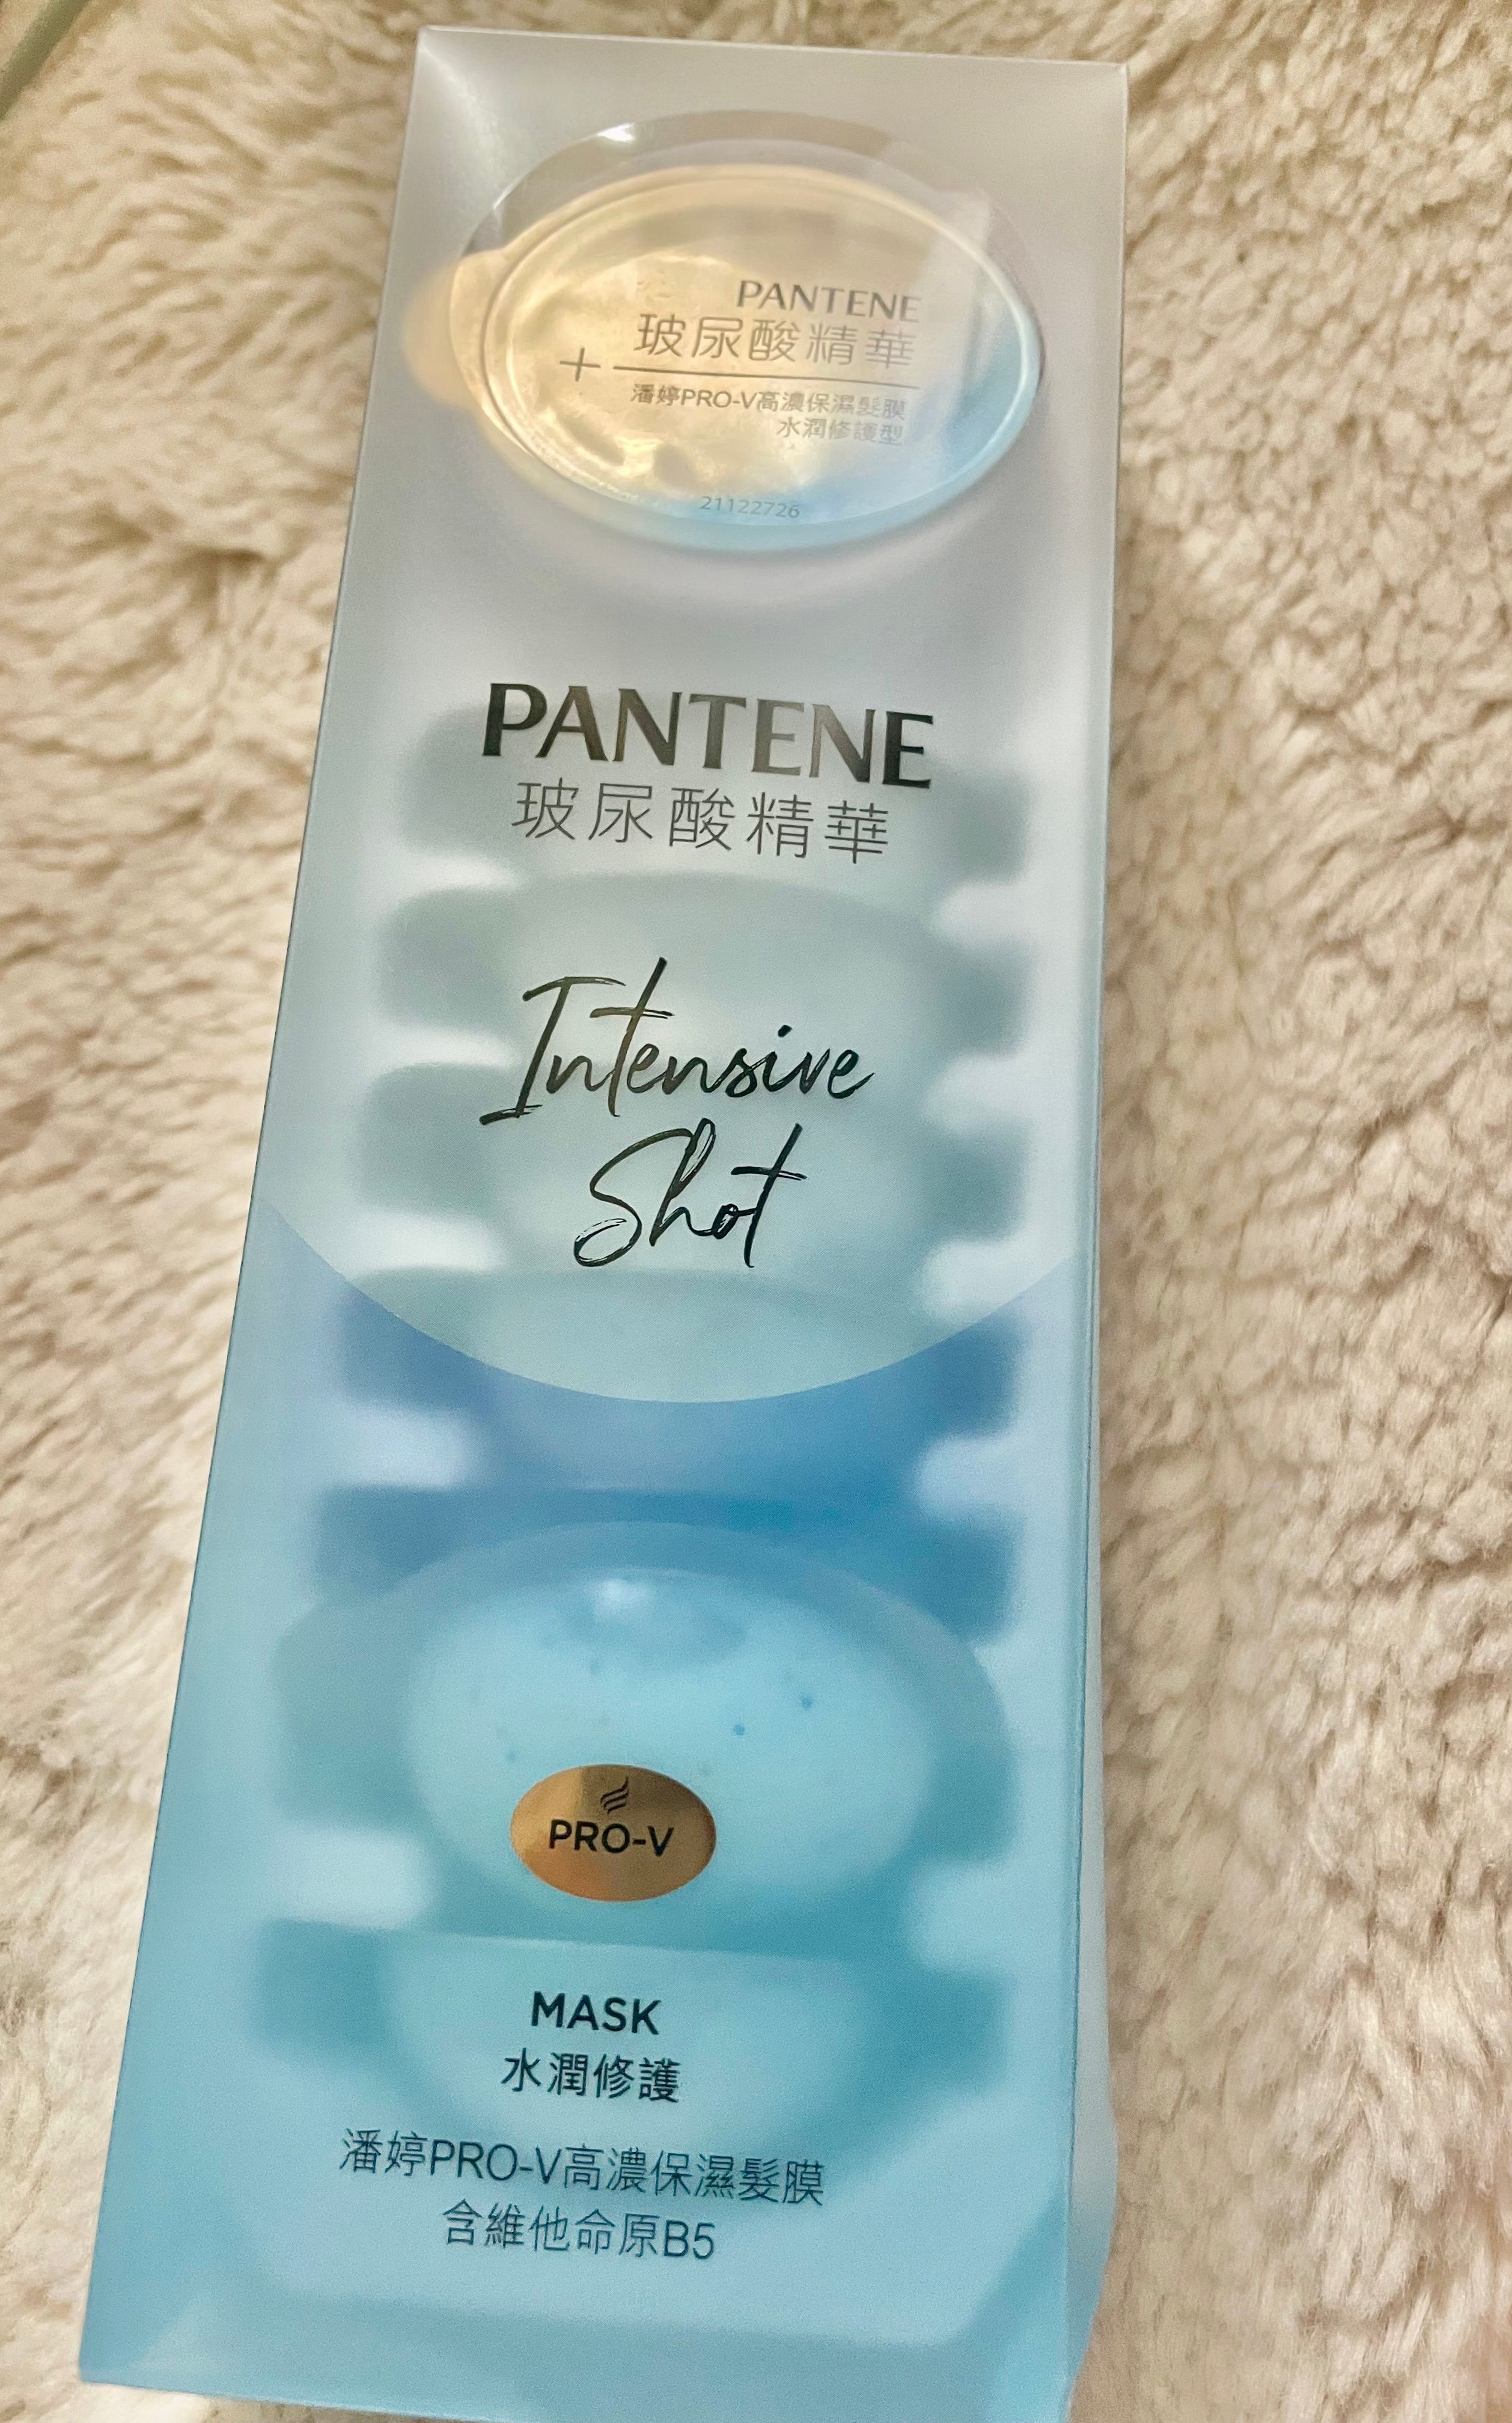 PANTENE
玻尿酸精華
+
潘婷PRO-V高濃保濕髮膜
水潤修護型
21122726
PANTENE
玻尿酸精華
Intensive
Shot
PRO-V
MASK
水潤修護
潘婷PRO-V高濃保濕髮膜
含維他命原B5